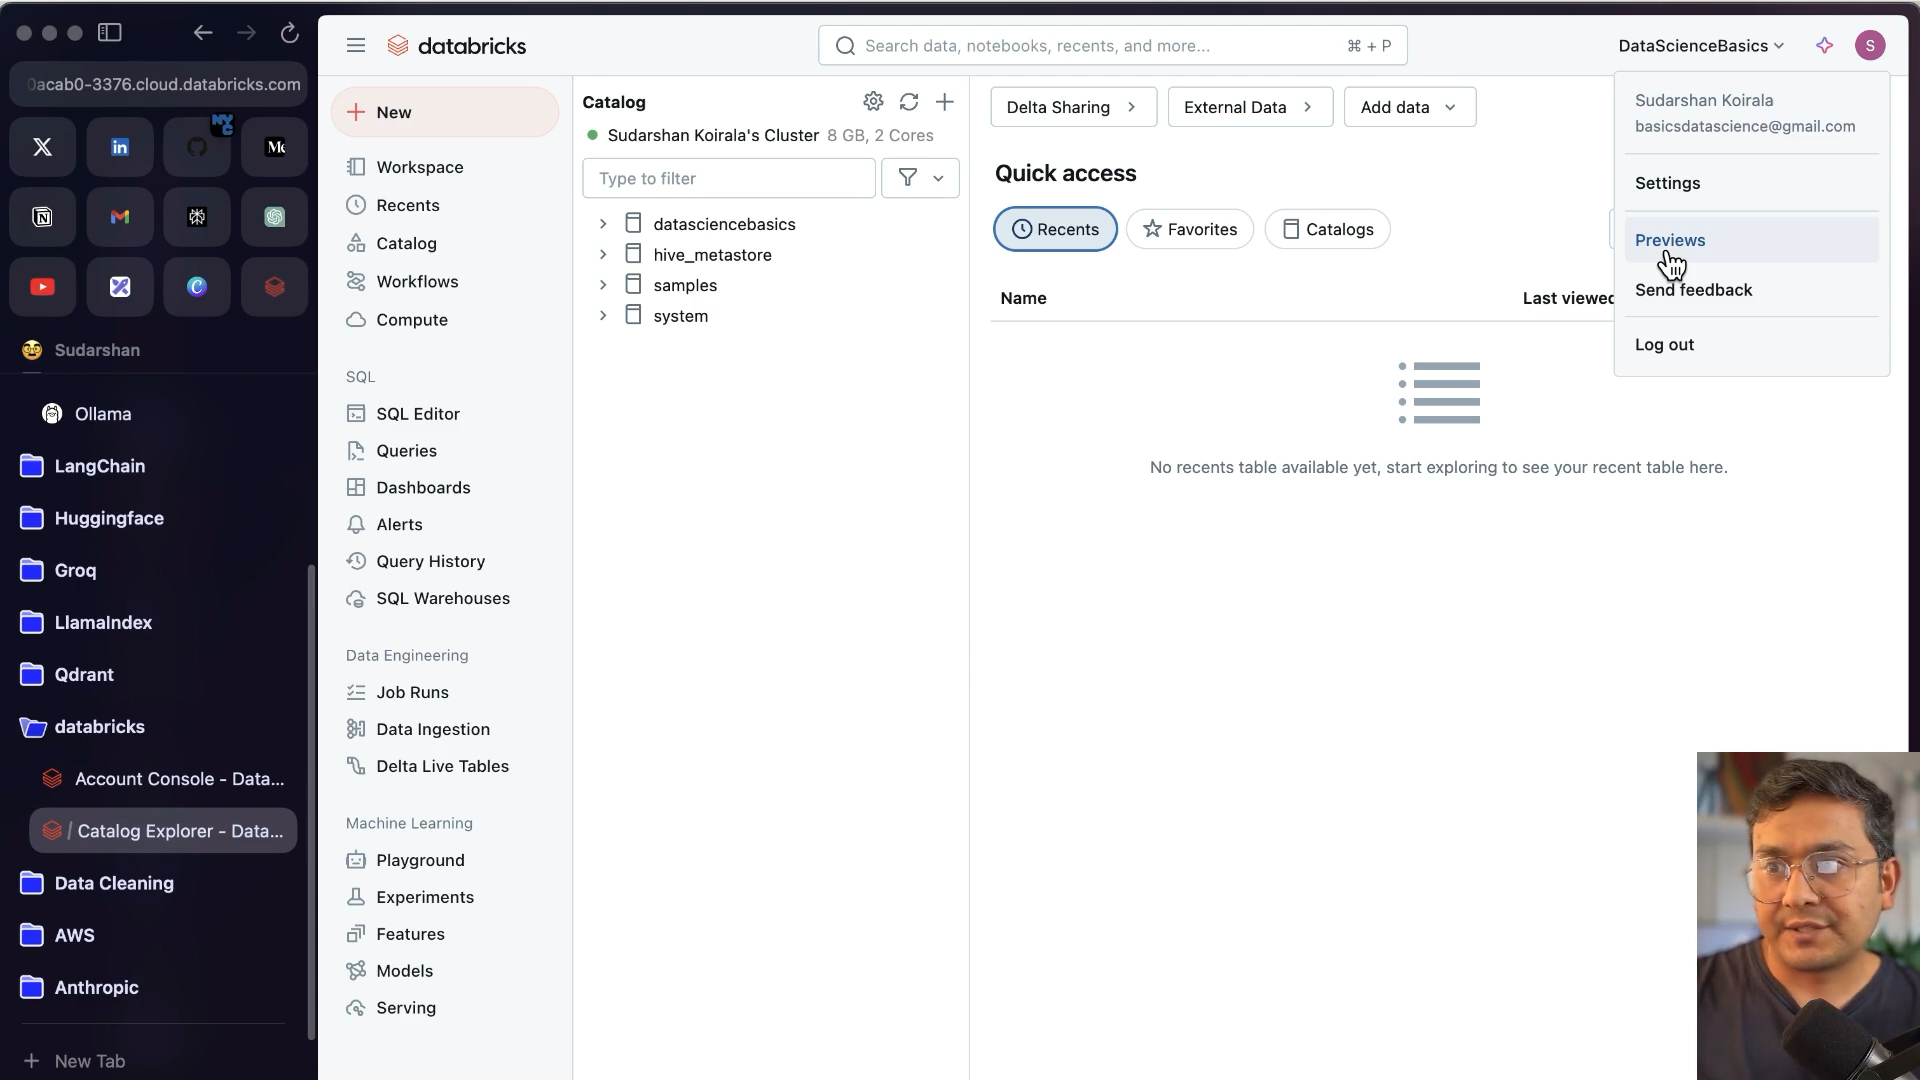 0acab0-3376.cloud.databricks.com
Sudarshan
Ollama
LangChain
Huggingface
Groq
LlamaIndex
Qdrant
databricks
Account Console - Data...
/ Catalog Explorer - Data...
Data Cleaning
AWS
Anthropic
New Tab
databricks
Search data, notebooks, recents, and more...
⌘ + P
DataScienceBasics
S
New
Workspace
Recents
Catalog
Workflows
Compute
SQL
SQL Editor
Queries
Dashboards
Alerts
Query History
SQL Warehouses
Data Engineering
Job Runs
Data Ingestion
Delta Live Tables
Machine Learning
Playground
Experiments
Features
Models
Serving
Catalog
Sudarshan Koirala's Cluster 8 GB, 2 Cores
Type to filter
datasciencebasics
hive_metastore
samples
system
Delta Sharing
External Data
Add data
Quick access
Recents
Favorites
Catalogs
Name
Last viewed
No recents table available yet, start exploring to see your recent table here.
Sudarshan Koirala
basicsdatascience@gmail.com
Settings
Previews
Send feedback
Log out